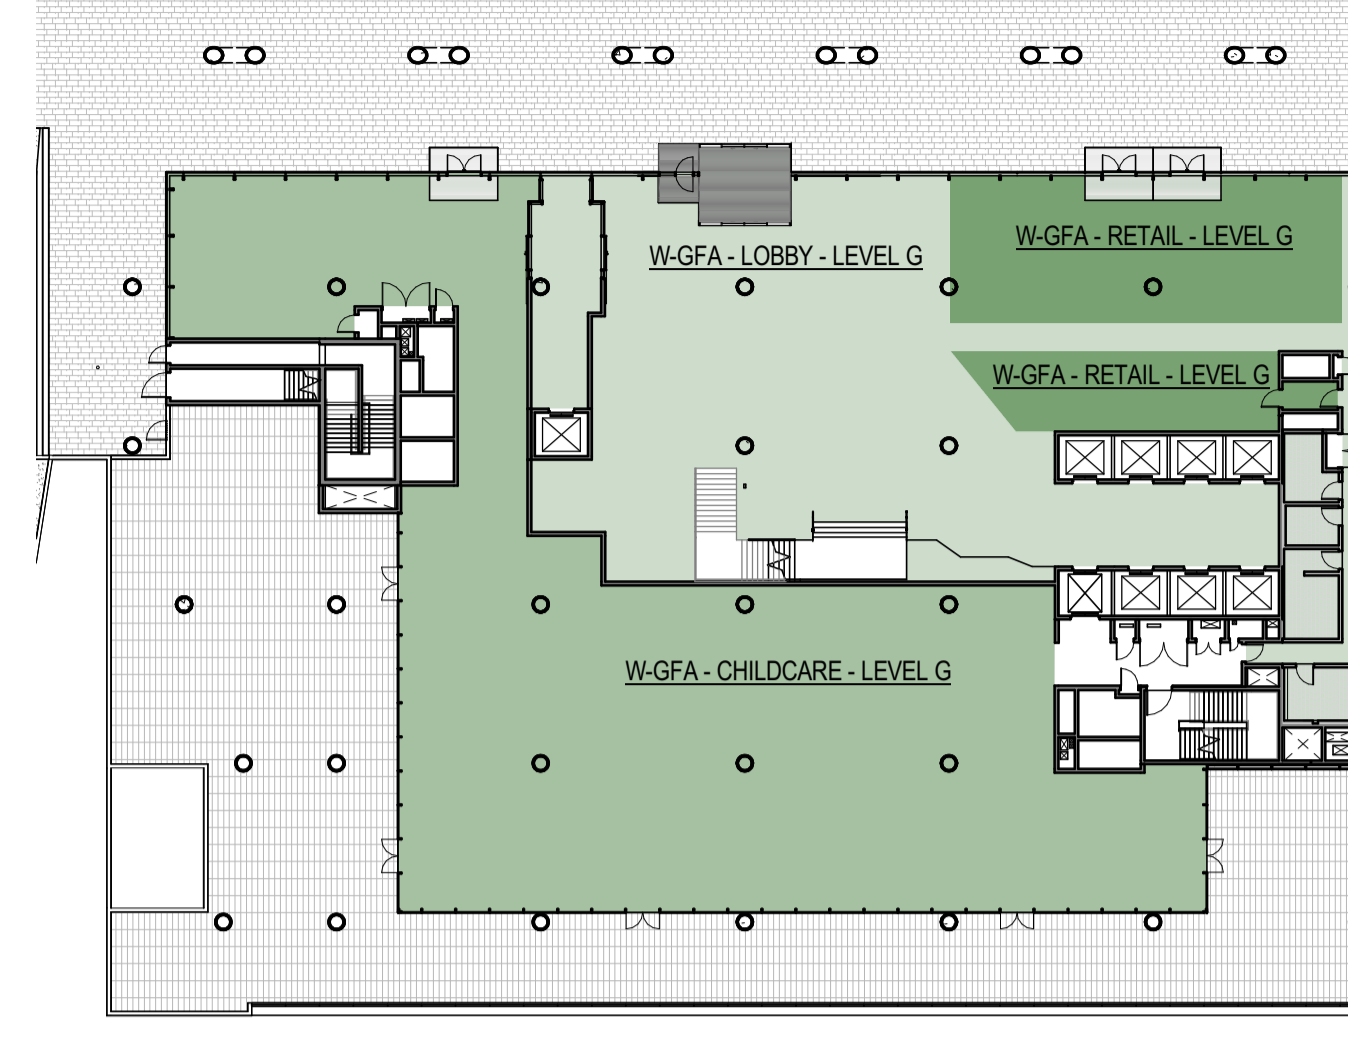 W-GFA - RETAIL - LEVEL G
W-GFA - LOBBY - LEVEL G
W-GFA - RETAIL - LEVEL G
W-GFA - CHILDCARE - LEVEL G